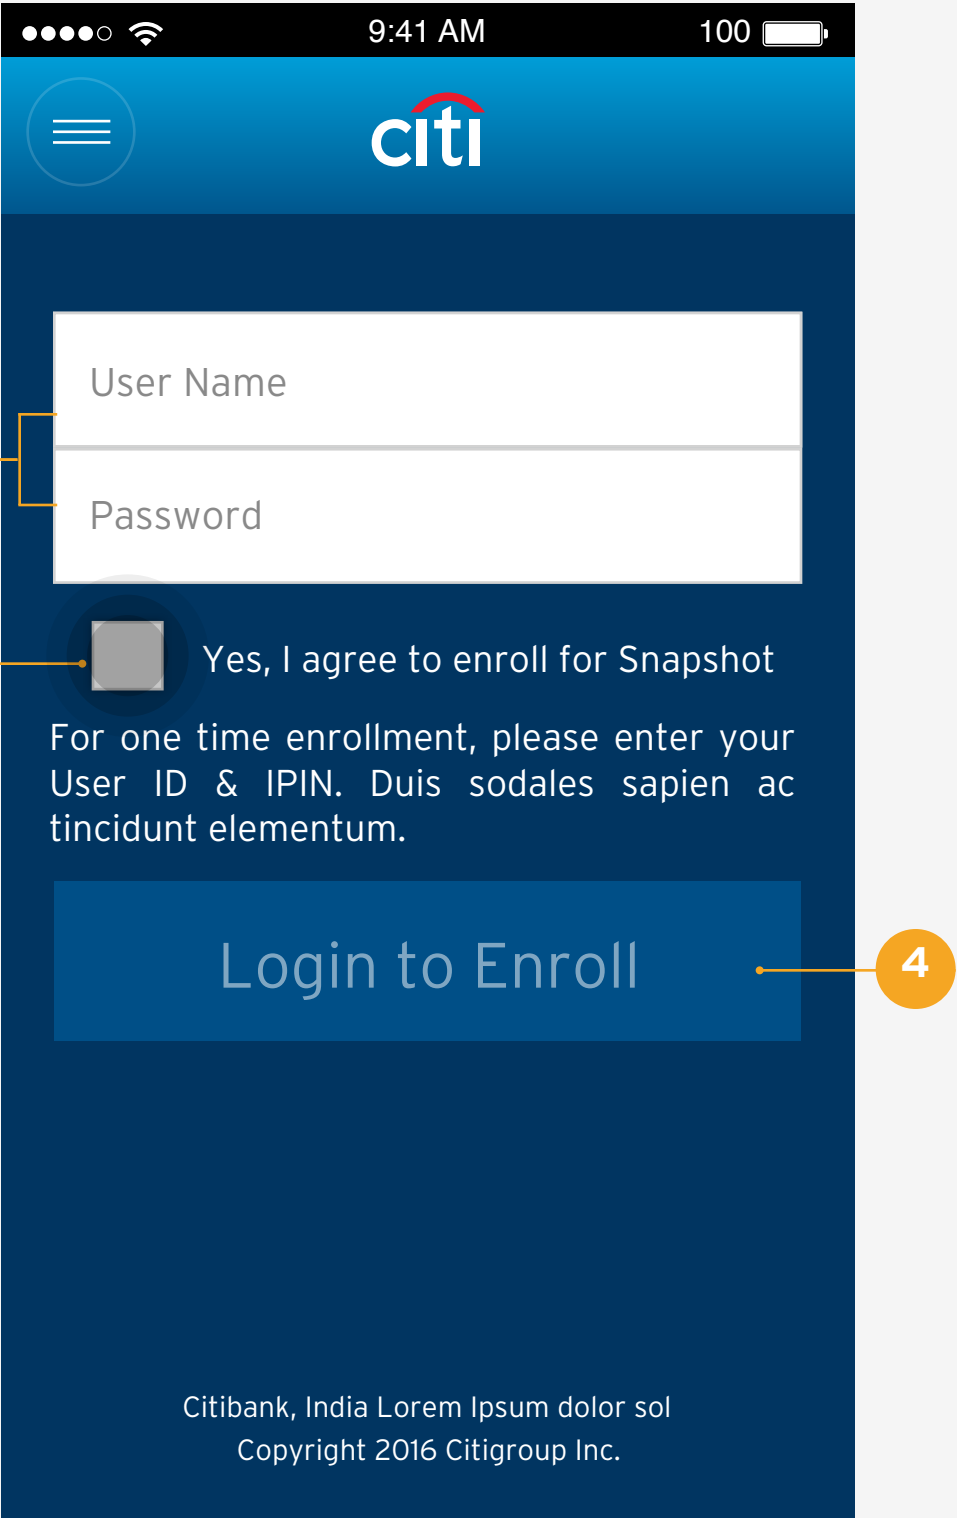 9:41 AM
100
citi
User Name
Password
Yes, I agree to enroll for Snapshot
For one time enrollment, please enter your
User ID & IPIN. Duis sodales sapien ac
tincidunt elementum.
Login to Enroll
4
Citibank, India Lorem Ipsum dolor sol
Copyright 2016 Citigroup Inc.